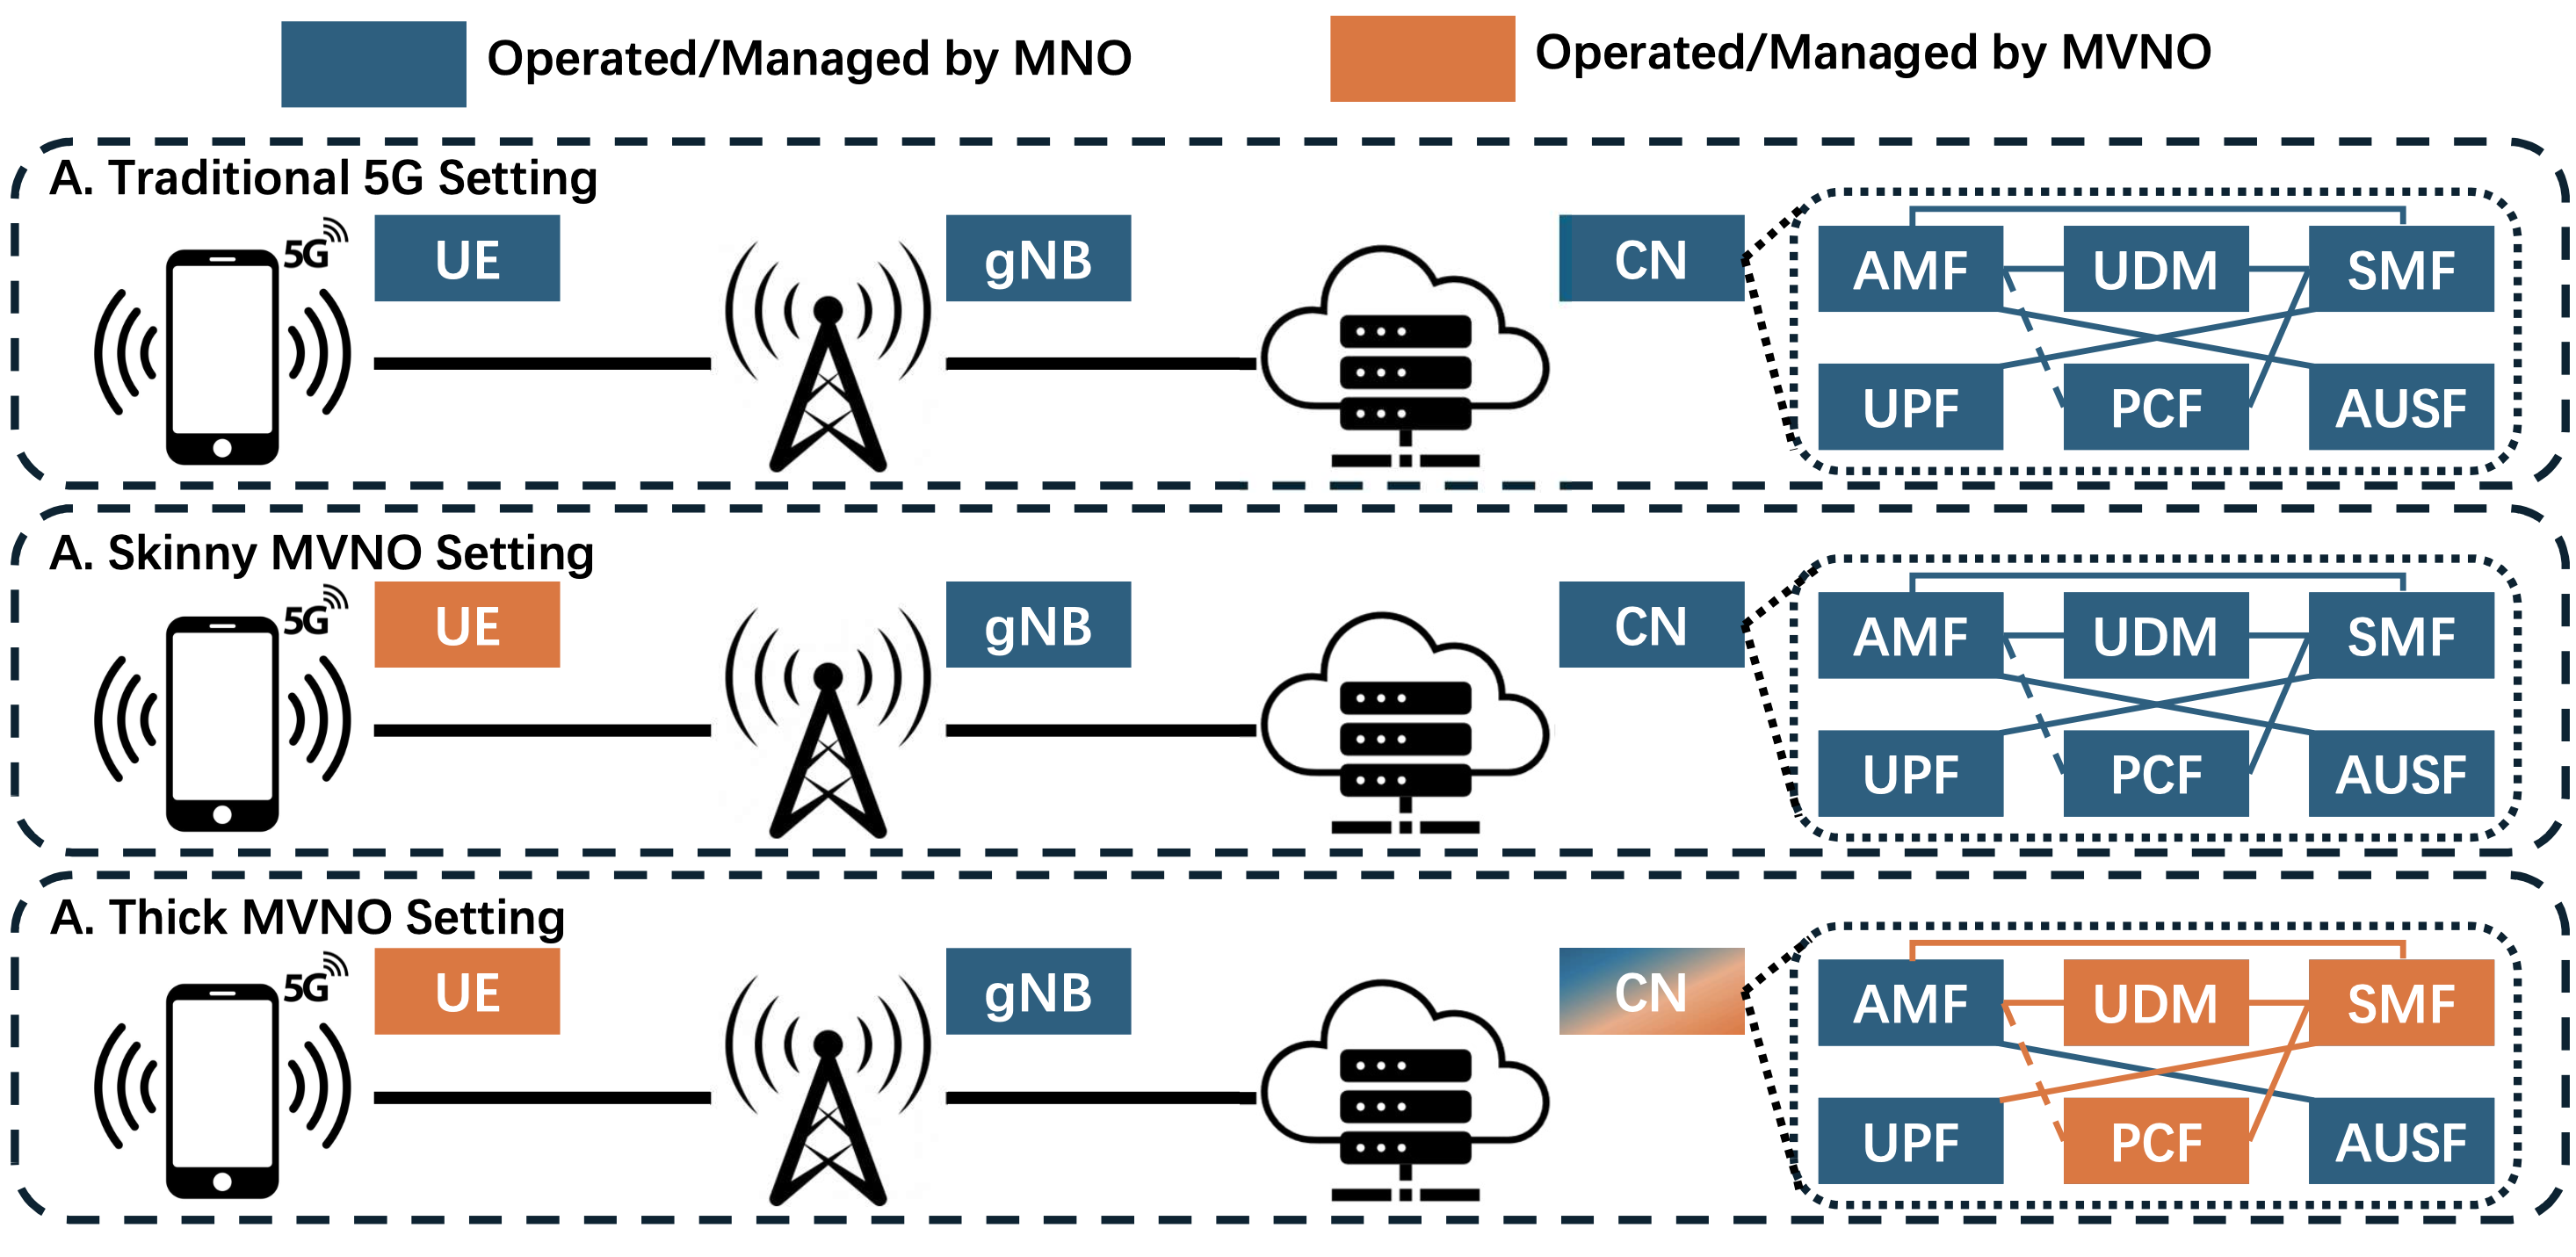 Operated/Managed by MNO
Operated/Managed by MVNO
A. Traditional 5G Setting
5G
UE
gNB
CN
AMF
UDM
SMF
UPF
PCF
AUSF
A. Skinny MVNO Setting
5G
UE
gNB
CN
AMF
UDM
SMF
UPF
PCF
AUSF
A. Thick MVNO Setting
5G
UE
gNB
CN
AMF
UDM
SMF
UPF
PCF
AUSF